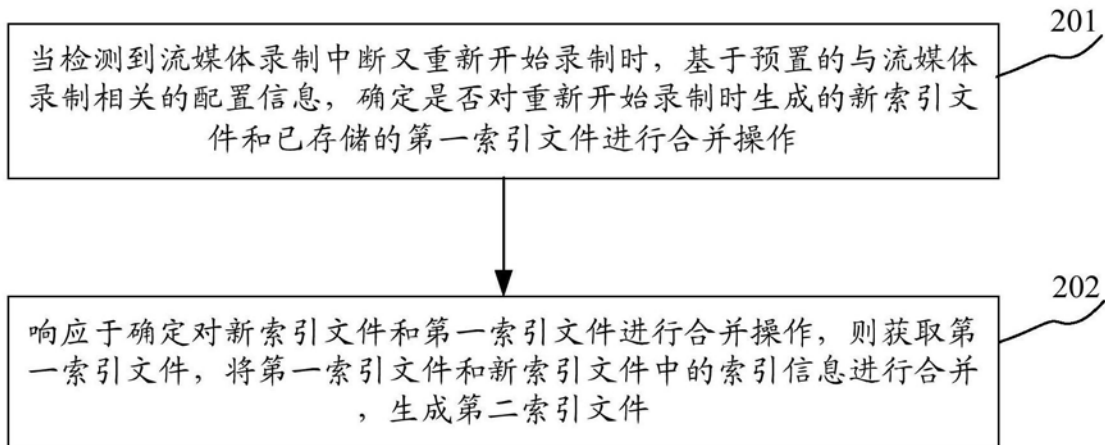 201
当检测到流媒体录制中断又重新开始录制时，基于预置的与流媒体
录制相关的配置信息，确定是否对重新开始录制时生成的新索引文
件和已存储的第一索引文件进行合并操作
202
响应于确定对新索引文件和第一索引文件进行合并操作，则获取第
一索引文件，将第一索引文件和新索引文件中的索引信息进行合并
，生成第二索引文件